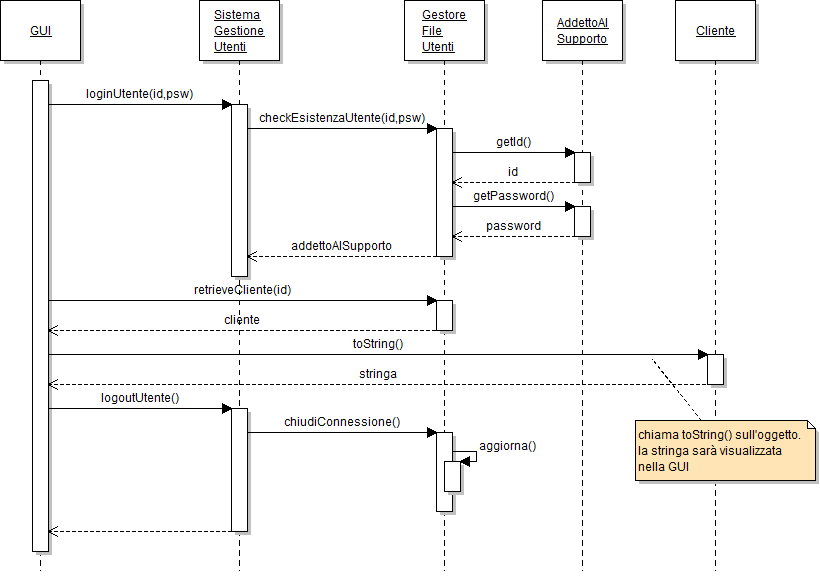 GUI
Sistema
Gestione
Utenti
Gestore
File
Utenti
AddettoAl
Supporto
Cliente
loginUtente(id,psw)
checkEsistenzaUtente(id,psw)
getId()
id
getPassword()
password
addettoAlSupporto
retrieveCliente(id)
cliente
toString()
stringa
logoutUtente()
chiudiConnessione()
aggiorna()
chiama toString() sull'oggetto.
la stringa sarà visualizzata
nella GUI